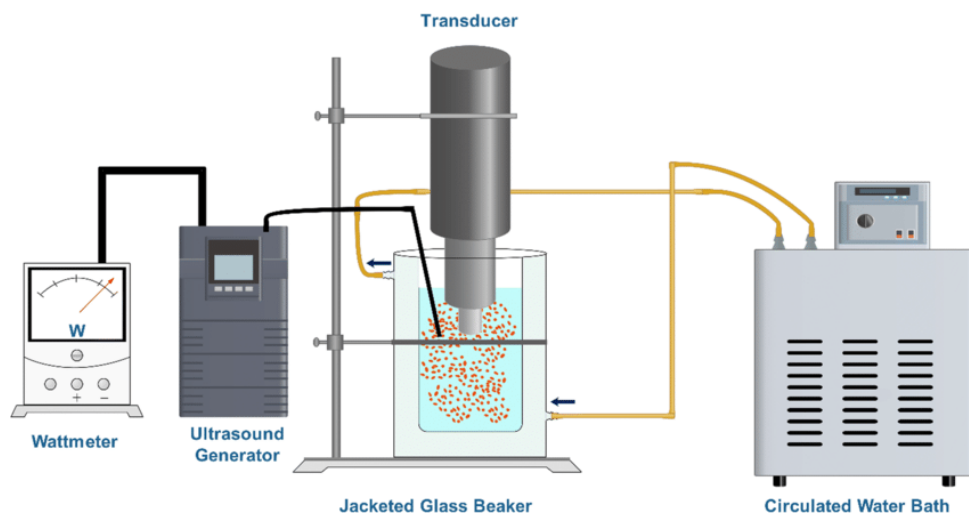 Transducer
W
+ −
Wattmeter
Ultrasound
Generator
Jacketed Glass Beaker
Circulated Water Bath